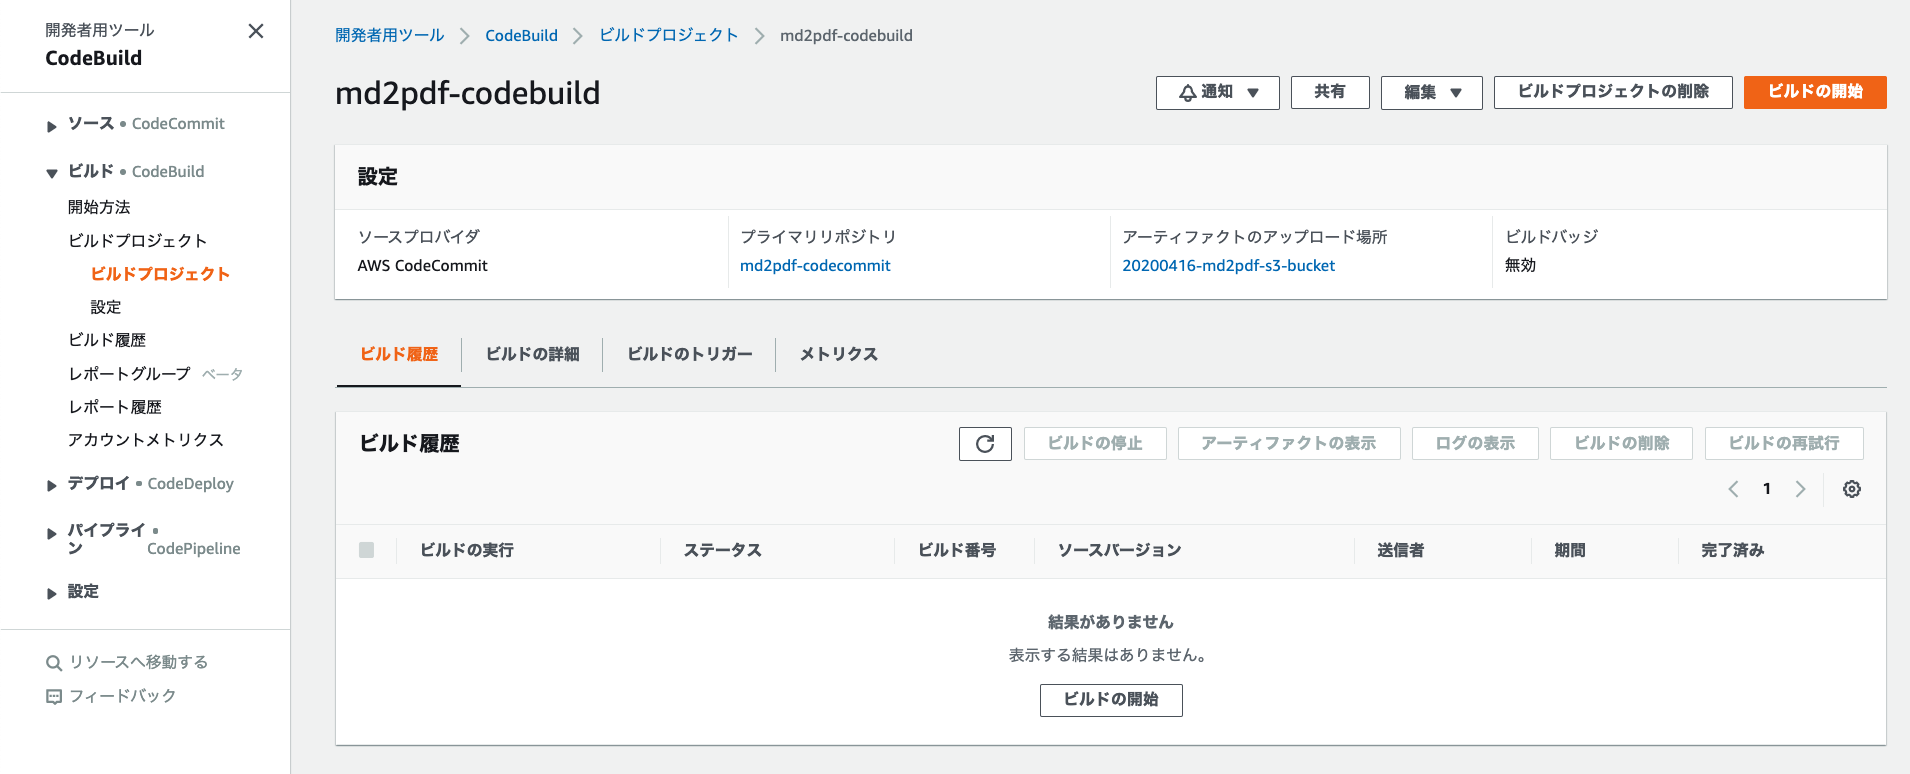 開発者用ツール
CodeBuild
ソース • CodeCommit
ビルド • CodeBuild
開始方法
ビルドプロジェクト
ビルドプロジェクト
設定
ビルド履歴
レポートグループ ベータ
レポート履歴
アカウントメトリクス
デプロイ • CodeDeploy
パイプライン • CodePipeline
設定
リソースへ移動する
フィードバック
開発者用ツール > CodeBuild > ビルドプロジェクト > md2pdf-codebuild
md2pdf-codebuild
通知 共有 編集 ビルドプロジェクトの削除 ビルドの開始
設定
ソースプロバイダ プライマリリポジトリ アーティファクトのアップロード場所 ビルドバッジ
AWS CodeCommit md2pdf-codecommit 20200416-md2pdf-s3-bucket 無効
ビルド履歴 ビルドの詳細 ビルドのトリガー メトリクス
ビルド履歴 ビルドの停止 アーティファクトの表示 ログの表示 ビルドの削除 ビルドの再試行
1
ビルドの実行 ステータス ビルド番号 ソースバージョン 送信者 期間 完了済み
結果がありません
表示する結果はありません。
ビルドの開始